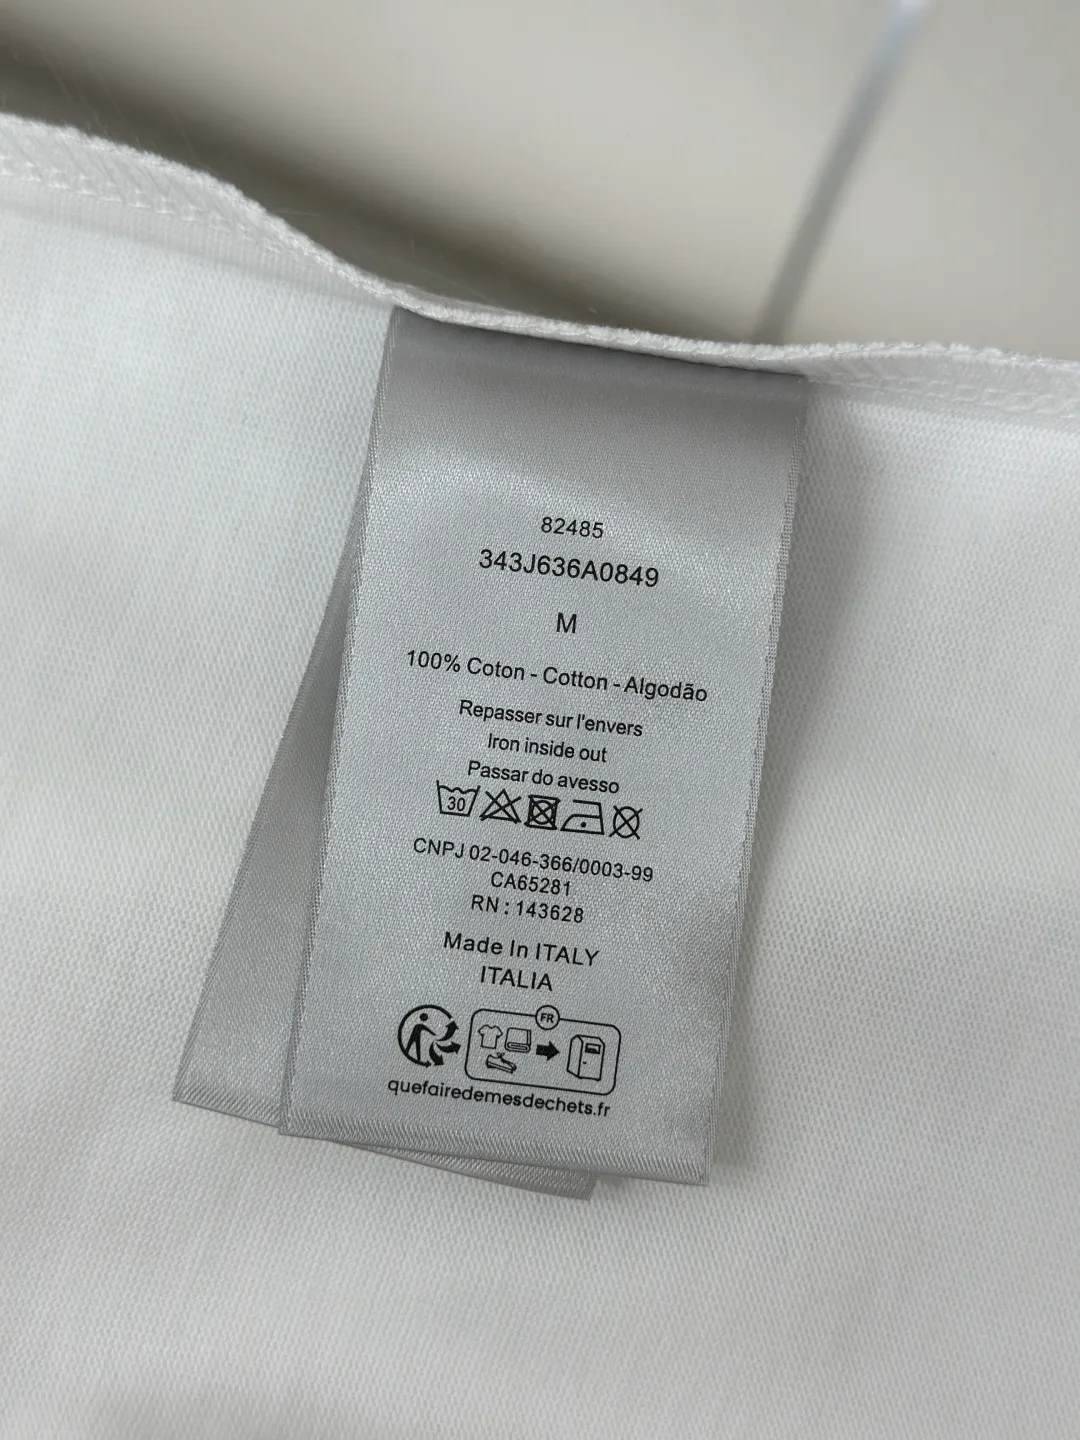 82485
343J636A0849
M
100% Coton - Cotton - Algodão
Repasser sur l'envers
Iron inside out
Passar do avesso
30
CNPJ 02-046-366/0003-99
CA65281
RN : 143628
Made In ITALY
ITALIA
FR
quefairedemesdechets.fr